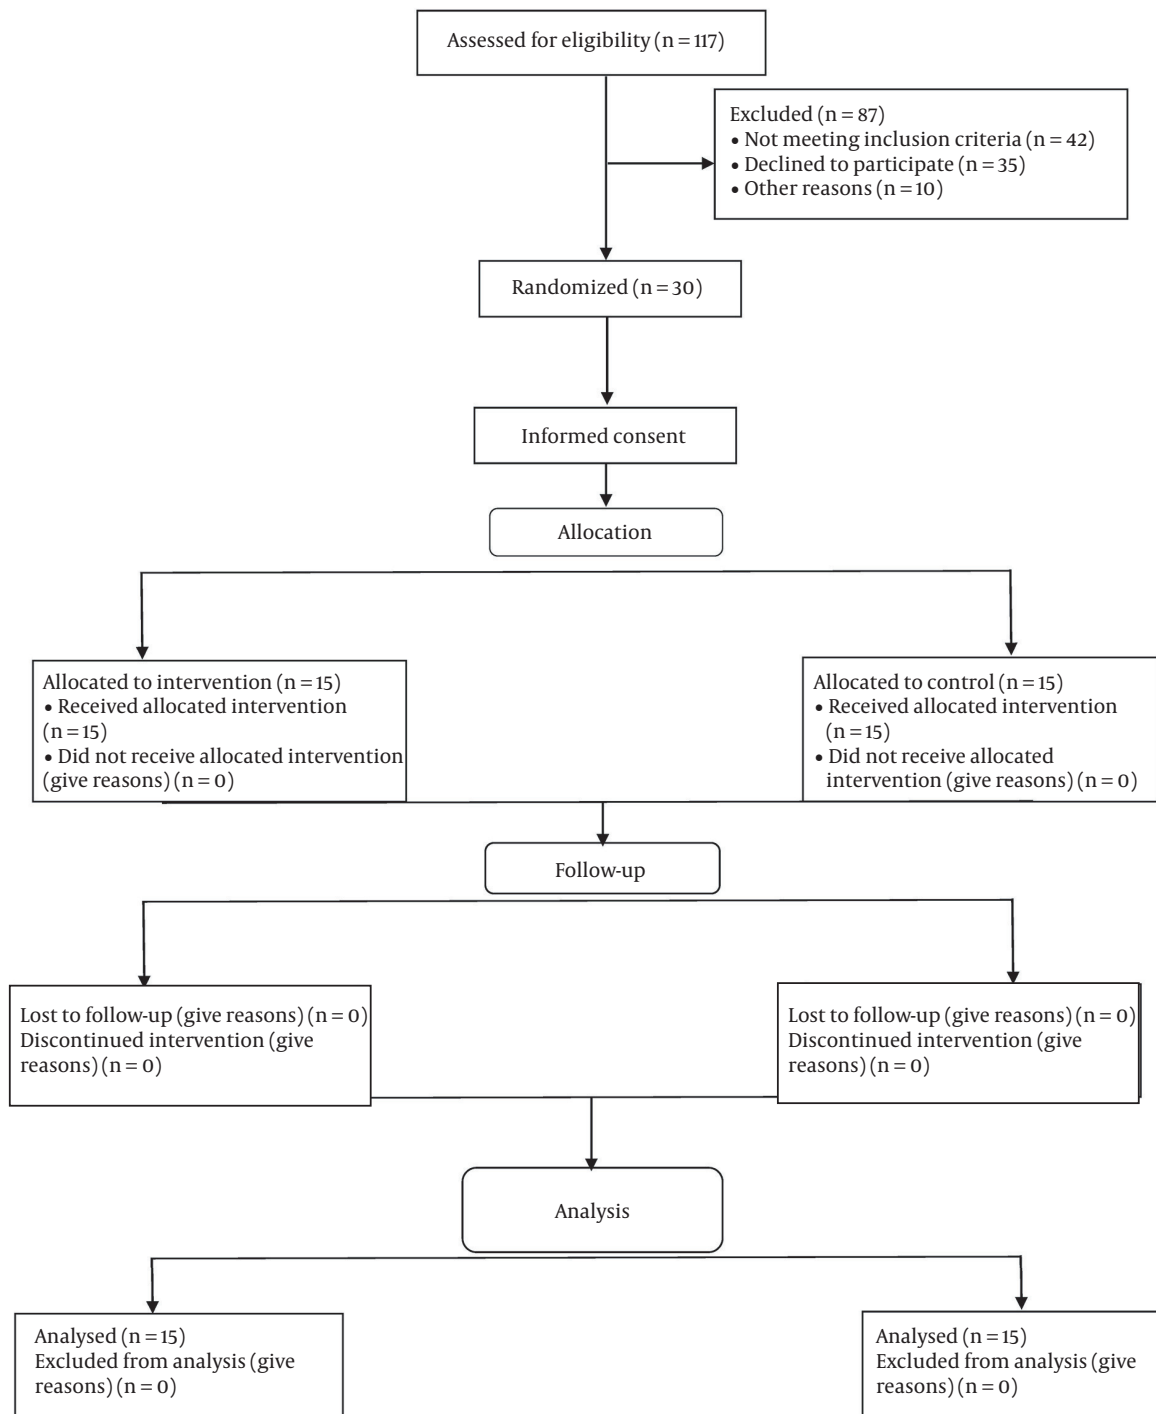 Assessed for eligibility (n = 117)
Excluded (n = 87)
• Not meeting inclusion criteria (n = 42)
• Declined to participate (n = 35)
• Other reasons (n = 10)
Randomized (n = 30)
Informed consent
Allocation
Allocated to intervention (n = 15)
• Received allocated intervention
(n = 15)
• Did not receive allocated intervention
(give reasons) (n = 0)
Allocated to control (n = 15)
• Received allocated intervention
(n = 15)
• Did not receive allocated
intervention (give reasons) (n = 0)
Follow-up
Lost to follow-up (give reasons) (n = 0)
Discontinued intervention (give
reasons) (n = 0)
Lost to follow-up (give reasons) (n = 0)
Discontinued intervention (give
reasons) (n = 0)
Analysis
Analysed (n = 15)
Excluded from analysis (give
reasons) (n = 0)
Analysed (n = 15)
Excluded from analysis (give
reasons) (n = 0)